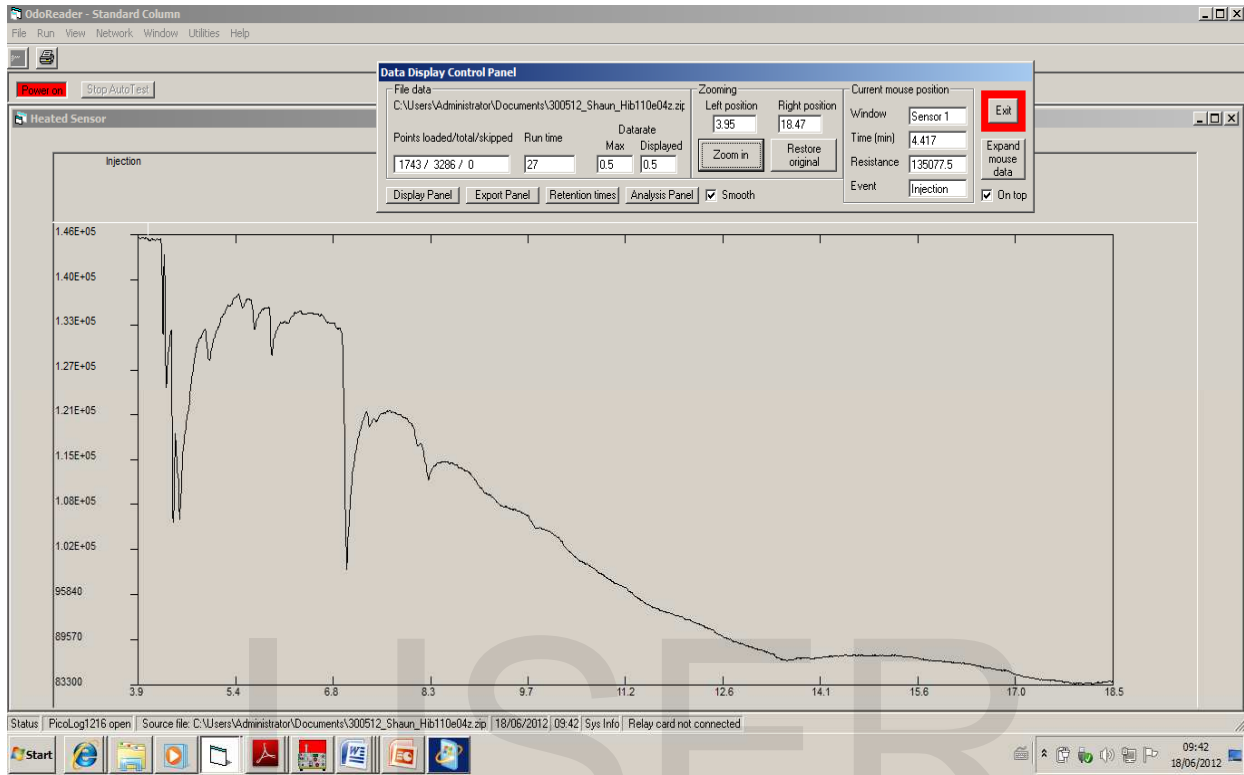 OdoReader - Standard Column
File Run View Network Window Utilities Help
Power on Stop AutoTest
Heated Sensor
Data Display Control Panel
File data
C:\Users\Administrator\Documents\300512_Shaun_Hib110e04z.zip
Points loaded/total/skipped Run time Datarate
Max Displayed
1743 / 3286 / 0 27 0.5 0.5
Zooming
Left position Right position
3.95 18.47
Zoom in Restore original
Current mouse position
Window Sensor 1
Time (min) 4.417
Resistance 135077.5
Event Injection
Exit
Expand
mouse
data
On top
Display Panel Export Panel Retention times Analysis Panel Smooth
Injection
1.46E+05
1.40E+05
1.33E+05
1.27E+05
1.21E+05
1.15E+05
1.08E+05
1.02E+05
95840
89570
83300
3.9 5.4 6.8 8.3 9.7 11.2 12.6 14.1 15.6 17.0 18.5
USER
Status PicoLog1216 open Source file: C:\Users\Administrator\Documents\300512_Shaun_Hib110e04z.zip 18/06/2012 09:42 Sys Info Relay card not connected
Start
09:42
18/06/2012